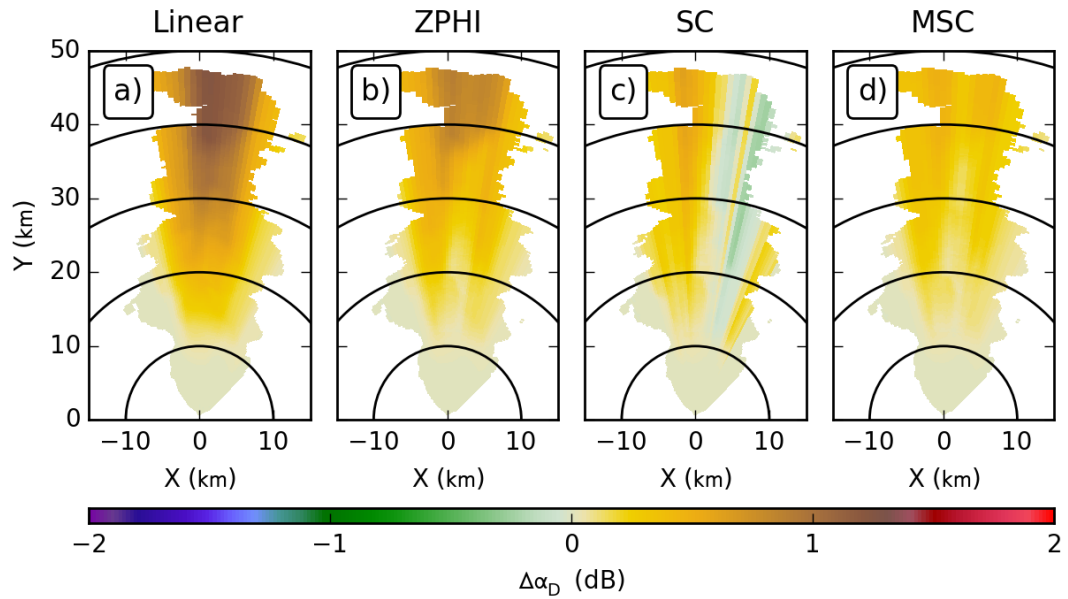 Linear ZPHI SC MSC
50
a) b) c) d)
40
30
Y (km)
20
10
0
−10 0 10 −10 0 10 −10 0 10 −10 0 10
X (km) X (km) X (km) X (km)
−2 −1 0 1 2
Δα_D (dB)